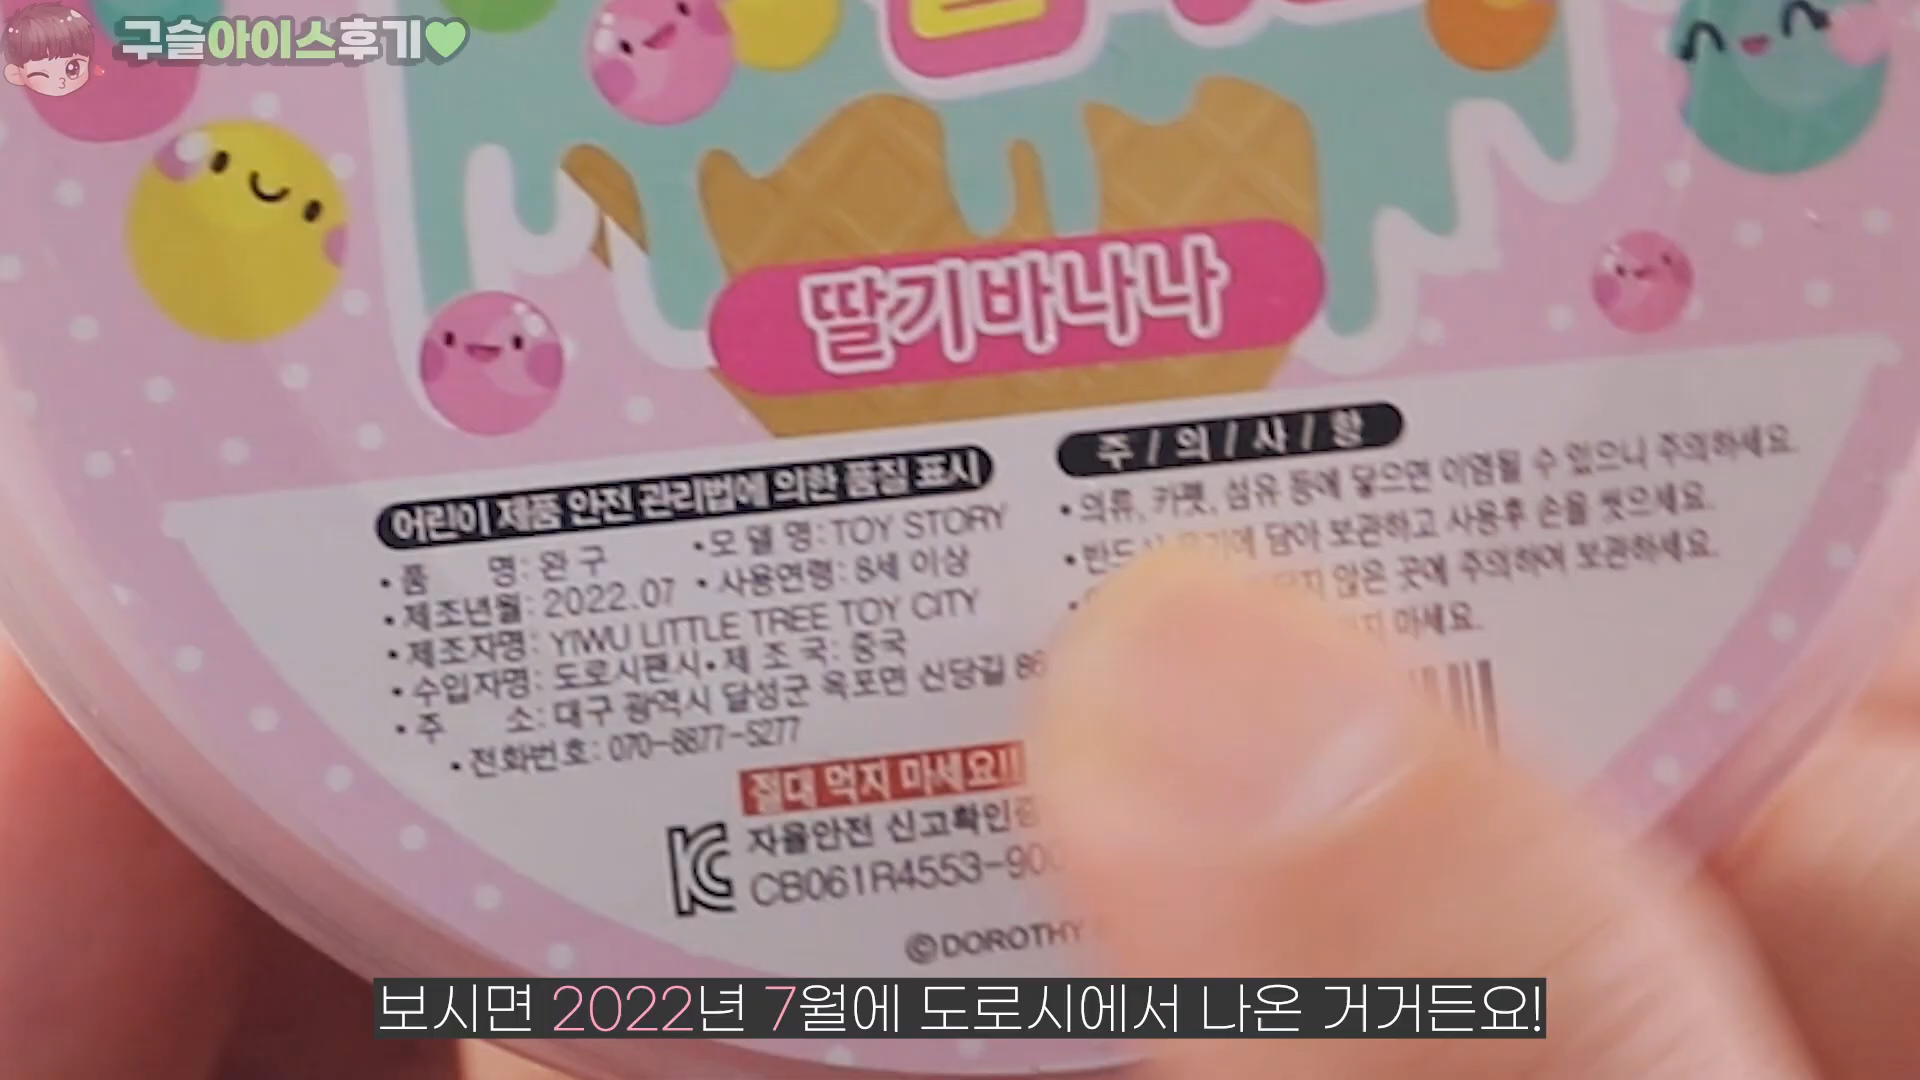 구슬아이스후기
딸기바나나
어린이 제품 안전 관리법에 의한 품질 표시
• 품 명: 완 구 • 모 델 명: TOY STORY
• 제조년월: 2022.07 • 사용연령: 8세 이상
• 제조자명: YIWU LITTLE TREE TOY CITY
• 수입자명: 도로시팬시 • 제 조 국: 중국
• 주 소: 대구 광역시 달성군 옥포면 신당길 86
• 전화번호: 070-8877-5277
절대 먹지 마세요!!
자율안전 신고확인
CB061R4553-900
©DOROTHY
주 / 의 / 사 / 항
• 의류, 카펫, 섬유 등에 닿으면 이염될 수 있으니 주의하세요.
• 반드시 담아 보관하고 사용후 손을 씻으세요.
않은 곳에 주의하여 보관하세요.
마세요.
보시면 2022년 7월에 도로시에서 나온 거거든요!